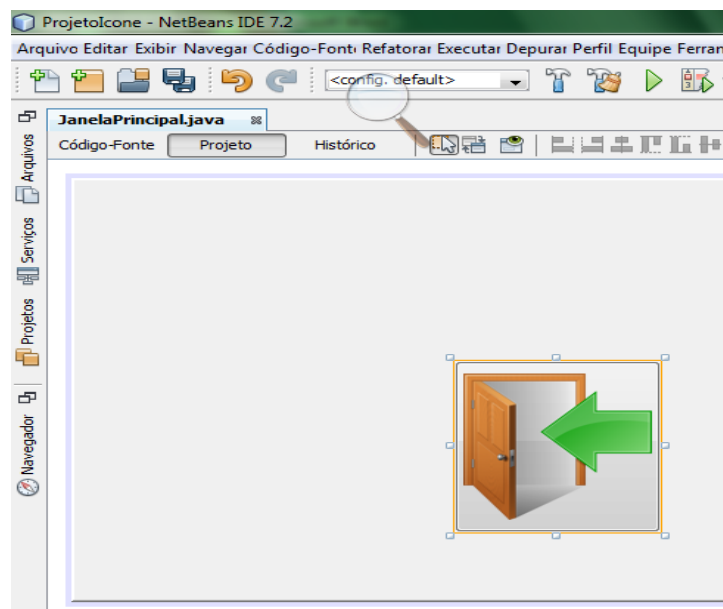 ProjetoIcone - NetBeans IDE 7.2
Arquivo Editar Exibir Navegar Código-Fonte Refatorar Executar Depurar Perfil Equipe Ferran
<config. default>
JanelaPrincipal.java
Código-Fonte Projeto Histórico
Arquivos
Serviços
Projetos
Navegador